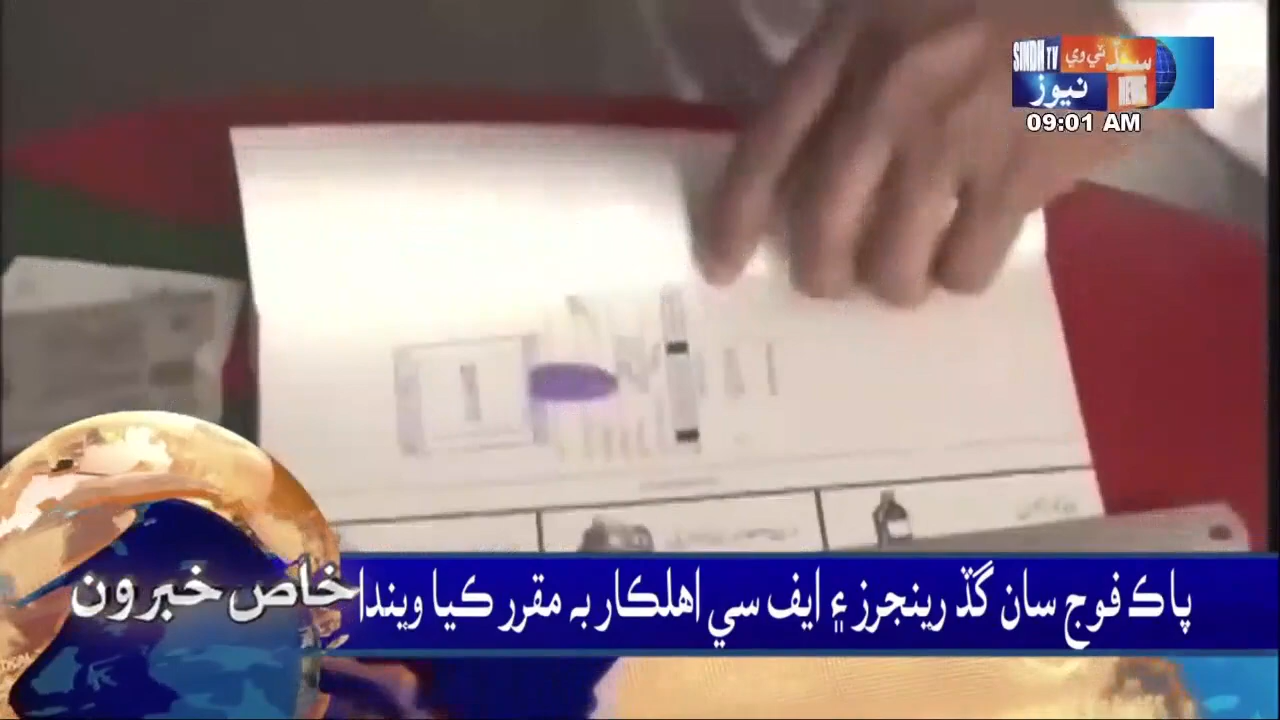 SINDH TV سنڌ ٽي وي
نيوز NEWS
09:01 AM
پاڪ فوج سان گڏ رينجرز ۽ ايف سي اهلڪار به مقرر ڪيا ويندا
خاص خبرون